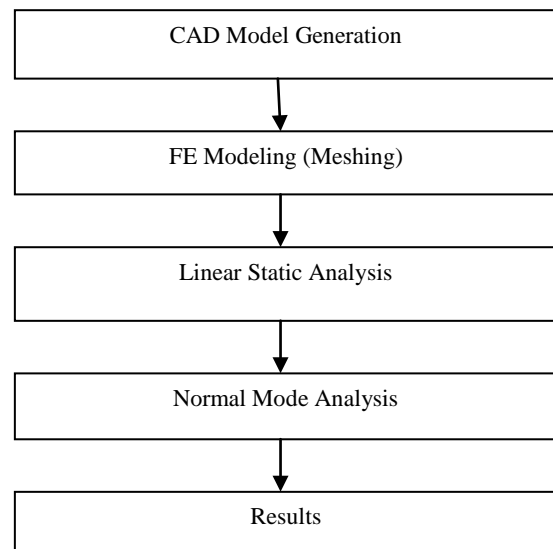 CAD Model Generation
FE Modeling (Meshing)
Linear Static Analysis
Normal Mode Analysis
Results